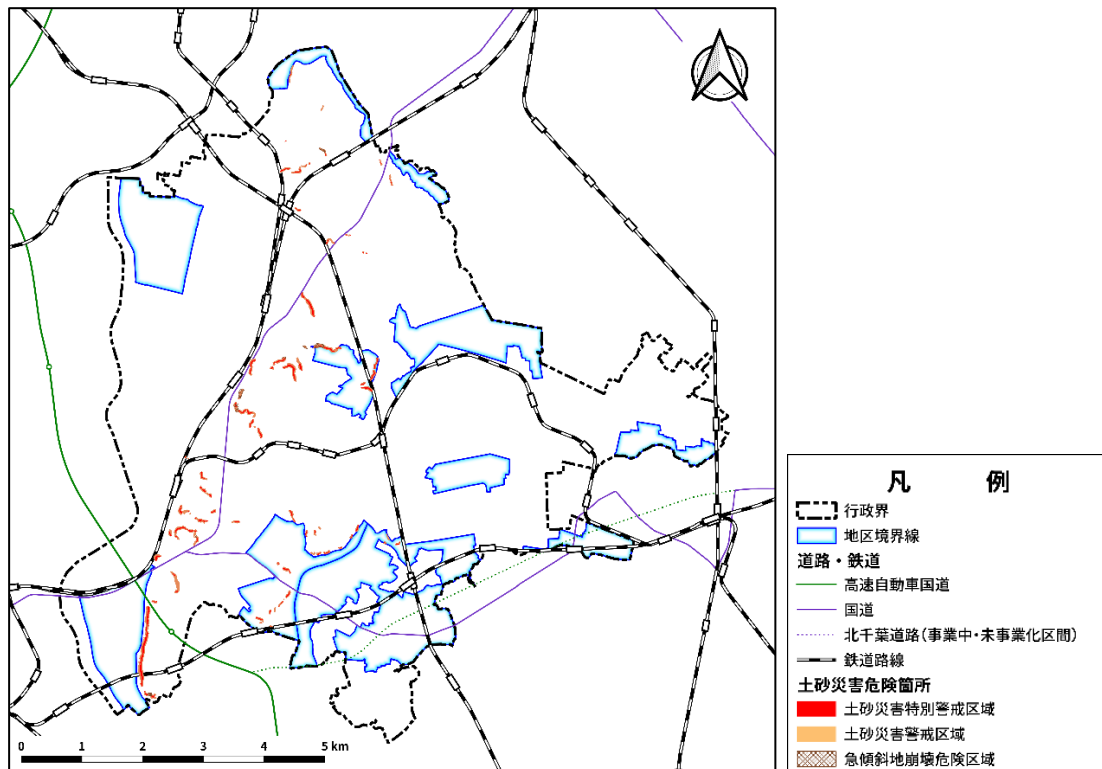 0 1 2 3 4 5 km
凡 例
行政界
地区境界線
道路・鉄道
高速自動車国道
国道
北千葉道路(事業中・未事業化区間)
鉄道路線
土砂災害危険箇所
土砂災害特別警戒区域
土砂災害警戒区域
急傾斜地崩壊危険区域